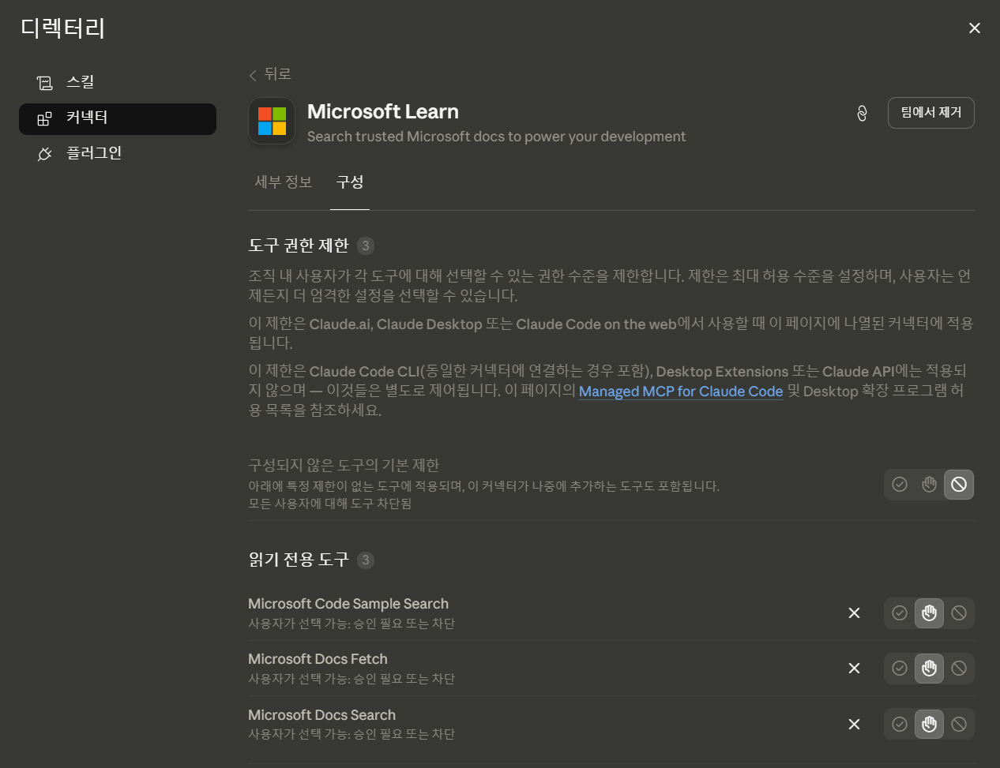 디렉터리
스킬
커넥터
플러그인
뒤로
Microsoft Learn
Search trusted Microsoft docs to power your development
팀에서 제거
세부 정보
구성
도구 권한 제한 3
조직 내 사용자가 각 도구에 대해 선택할 수 있는 권한 수준을 제한합니다. 제한은 최대 허용 수준을 설정하며, 사용자는 언
제든지 더 엄격한 설정을 선택할 수 있습니다.
이 제한은 Claude.ai, Claude Desktop 또는 Claude Code on the web에서 사용할 때 이 페이지에 나열된 커넥터에 적용
됩니다.
이 제한은 Claude Code CLI(동일한 커넥터에 연결하는 경우 포함), Desktop Extensions 또는 Claude API에는 적용되
지 않으며 — 이것들은 별도로 제어됩니다. 이 페이지의 Managed MCP for Claude Code 및 Desktop 확장 프로그램 허
용 목록을 참조하세요.
구성되지 않은 도구의 기본 제한
아래에 특정 제한이 없는 도구에 적용되며, 이 커넥터가 나중에 추가하는 도구도 포함됩니다.
모든 사용자에 대해 도구 차단됨
읽기 전용 도구 3
Microsoft Code Sample Search
사용자가 선택 가능: 승인 필요 또는 차단
Microsoft Docs Fetch
사용자가 선택 가능: 승인 필요 또는 차단
Microsoft Docs Search
사용자가 선택 가능: 승인 필요 또는 차단